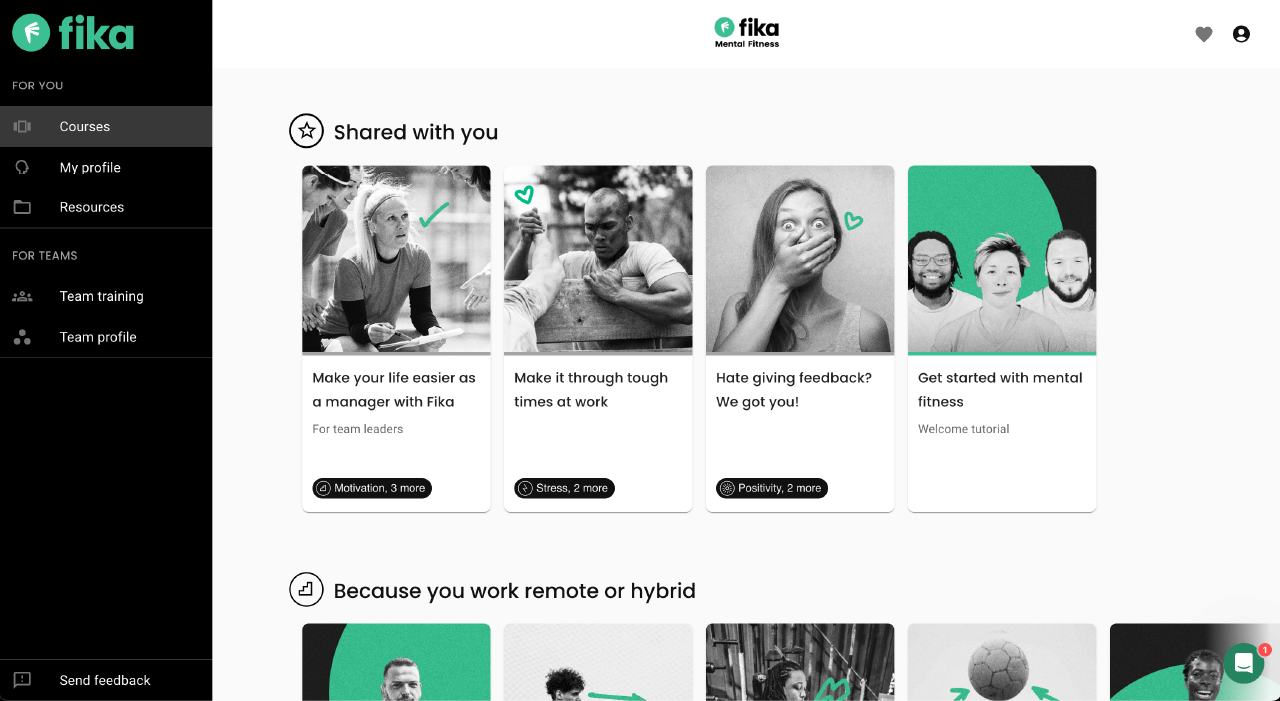 fika
FOR YOU
Courses
My profile
Resources
FOR TEAMS
Team training
Team profile
Send feedback
fika
Mental Fitness
Shared with you
Make your life easier as
a manager with Fika
For team leaders
Motivation, 3 more
Make it through tough
times at work
Stress, 2 more
Hate giving feedback?
We got you!
Positivity, 2 more
Get started with mental
fitness
Welcome tutorial
Because you work remote or hybrid
1